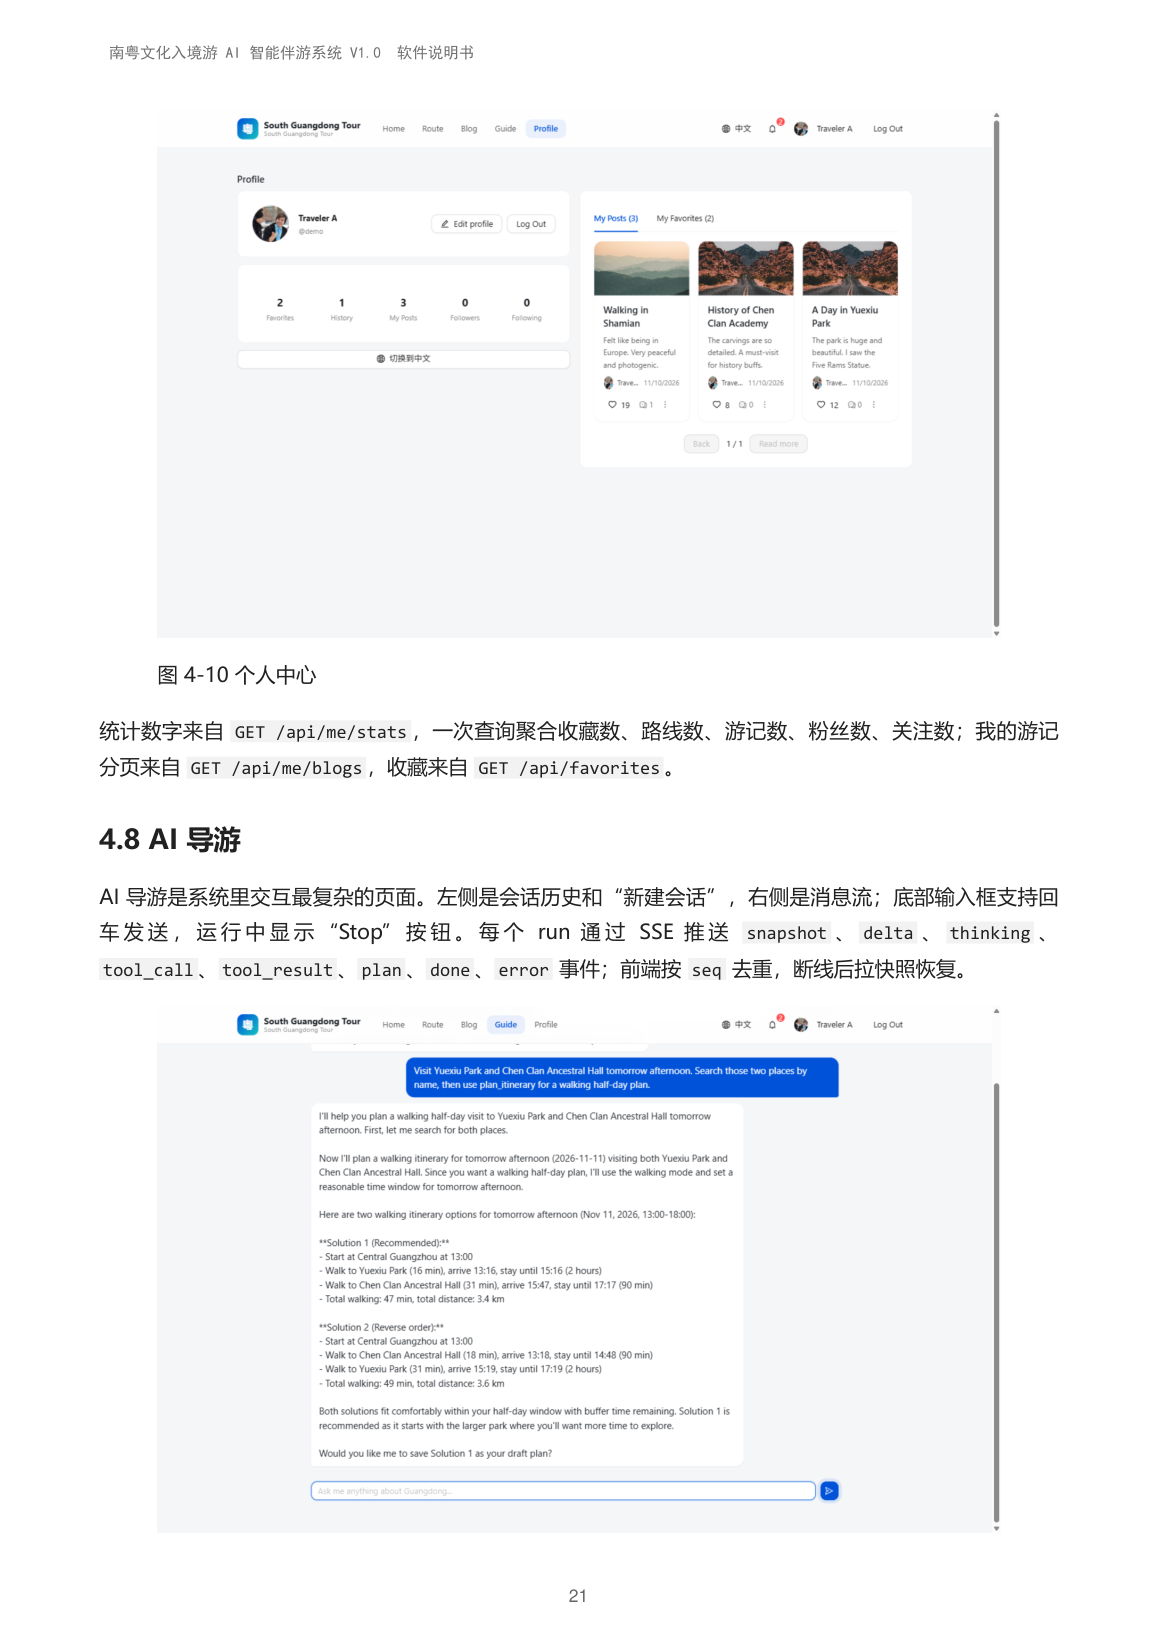 南粤文化入境游 AI 智能伴游系统 V1.0 软件说明书
South Guangdong Tour
South Guangdong Tour
Home Route Blog Guide Profile
中文 2 Traveler A Log Out
Profile
Traveler A
@demo
Edit profile Log Out
2 1 3 0 0
Favorites History My Posts Followers Following
切换到中文
My Posts (3) My Favorites (2)
Walking in
Shamian
Felt like being in
Europe. Very peaceful
and photogenic.
Trave... 11/10/2026
19 1
History of Chen
Clan Academy
The carvings are so
detailed. A must-visit
for history buffs.
Trave... 11/10/2026
8 0
A Day in Yuexiu
Park
The park is huge and
beautiful. I saw the
Five Rams Statue.
Trave... 11/10/2026
12 0
Back 1 / 1 Read more
图 4-10 个人中心
统计数字来自 GET /api/me/stats，一次查询聚合收藏数、路线数、游记数、粉丝数、关注数；我的游记
分页来自 GET /api/me/blogs，收藏来自 GET /api/favorites。
4.8 AI 导游
AI 导游是系统里交互最复杂的页面。左侧是会话历史和“新建会话”，右侧是消息流；底部输入框支持回
车发送，运行中显示“Stop”按钮。每个 run 通过 SSE 推送 snapshot、delta、thinking、
tool_call、tool_result、plan、done、error 事件；前端按 seq 去重，断线后拉快照恢复。
South Guangdong Tour
South Guangdong Tour
Home Route Blog Guide Profile
中文 2 Traveler A Log Out
Visit Yuexiu Park and Chen Clan Ancestral Hall tomorrow afternoon. Search those two places by
name, then use plan_itinerary for a walking half-day plan.
I'll help you plan a walking half-day visit to Yuexiu Park and Chen Clan Ancestral Hall tomorrow
afternoon. First, let me search for both places.
Now I'll plan a walking itinerary for tomorrow afternoon (2026-11-11) visiting both Yuexiu Park and
Chen Clan Ancestral Hall. Since you want a walking half-day plan, I'll use the walking mode and set a
reasonable time window for tomorrow afternoon.
Here are two walking itinerary options for tomorrow afternoon (Nov 11, 2026, 13:00-18:00):
**Solution 1 (Recommended):**
- Start at Central Guangzhou at 13:00
- Walk to Yuexiu Park (16 min), arrive 13:16, stay until 15:16 (2 hours)
- Walk to Chen Clan Ancestral Hall (31 min), arrive 15:47, stay until 17:17 (90 min)
- Total walking: 47 min, total distance: 3.4 km
**Solution 2 (Reverse order):**
- Start at Central Guangzhou at 13:00
- Walk to Chen Clan Ancestral Hall (18 min), arrive 13:18, stay until 14:48 (90 min)
- Walk to Yuexiu Park (31 min), arrive 15:19, stay until 17:19 (2 hours)
- Total walking: 49 min, total distance: 3.6 km
Both solutions fit comfortably within your half-day window with buffer time remaining. Solution 1 is
recommended as it starts with the larger park where you'll want more time to explore.
Would you like me to save Solution 1 as your draft plan?
Ask me anything about Guangdong...
21